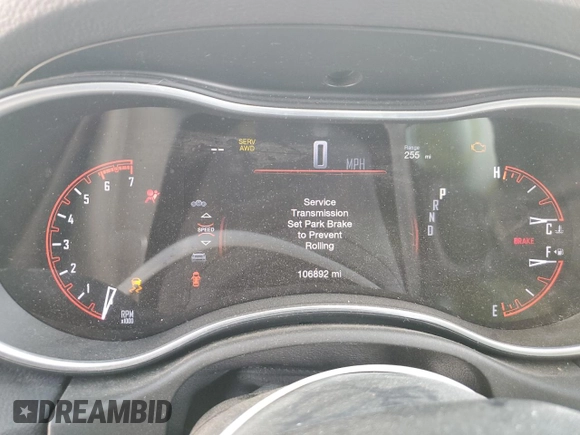 SERV
AWD
--
0 MPH
Range
255 mi
7
6
5
4
3
2
1
RPM
x1000
SPEED
Service
Transmission
Set Park Brake
to Prevent
Rolling
106892 mi
P
R
N
D
H
C
BRAKE
F
E
DREAMBID